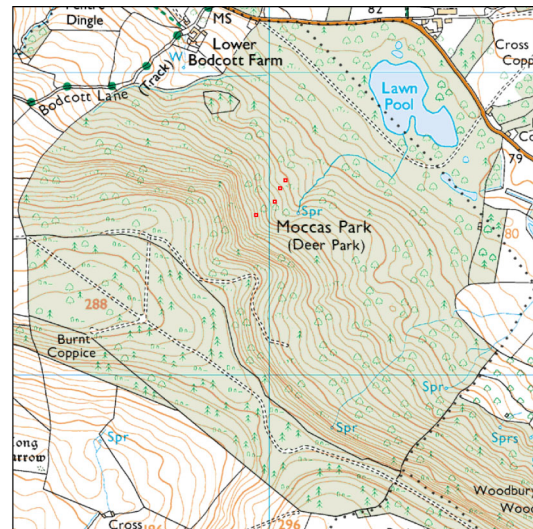 Dingle
MS
82
Cross
Lower
Bodcott Farm
W
(Track)
Bodcott Lane
Lawn
Pool
79
Spr
Moccas Park
(Deer Park)
80
288
Burnt
Coppice
Spr
Spr
Spr
Sprs
Woodbury
Cross
296